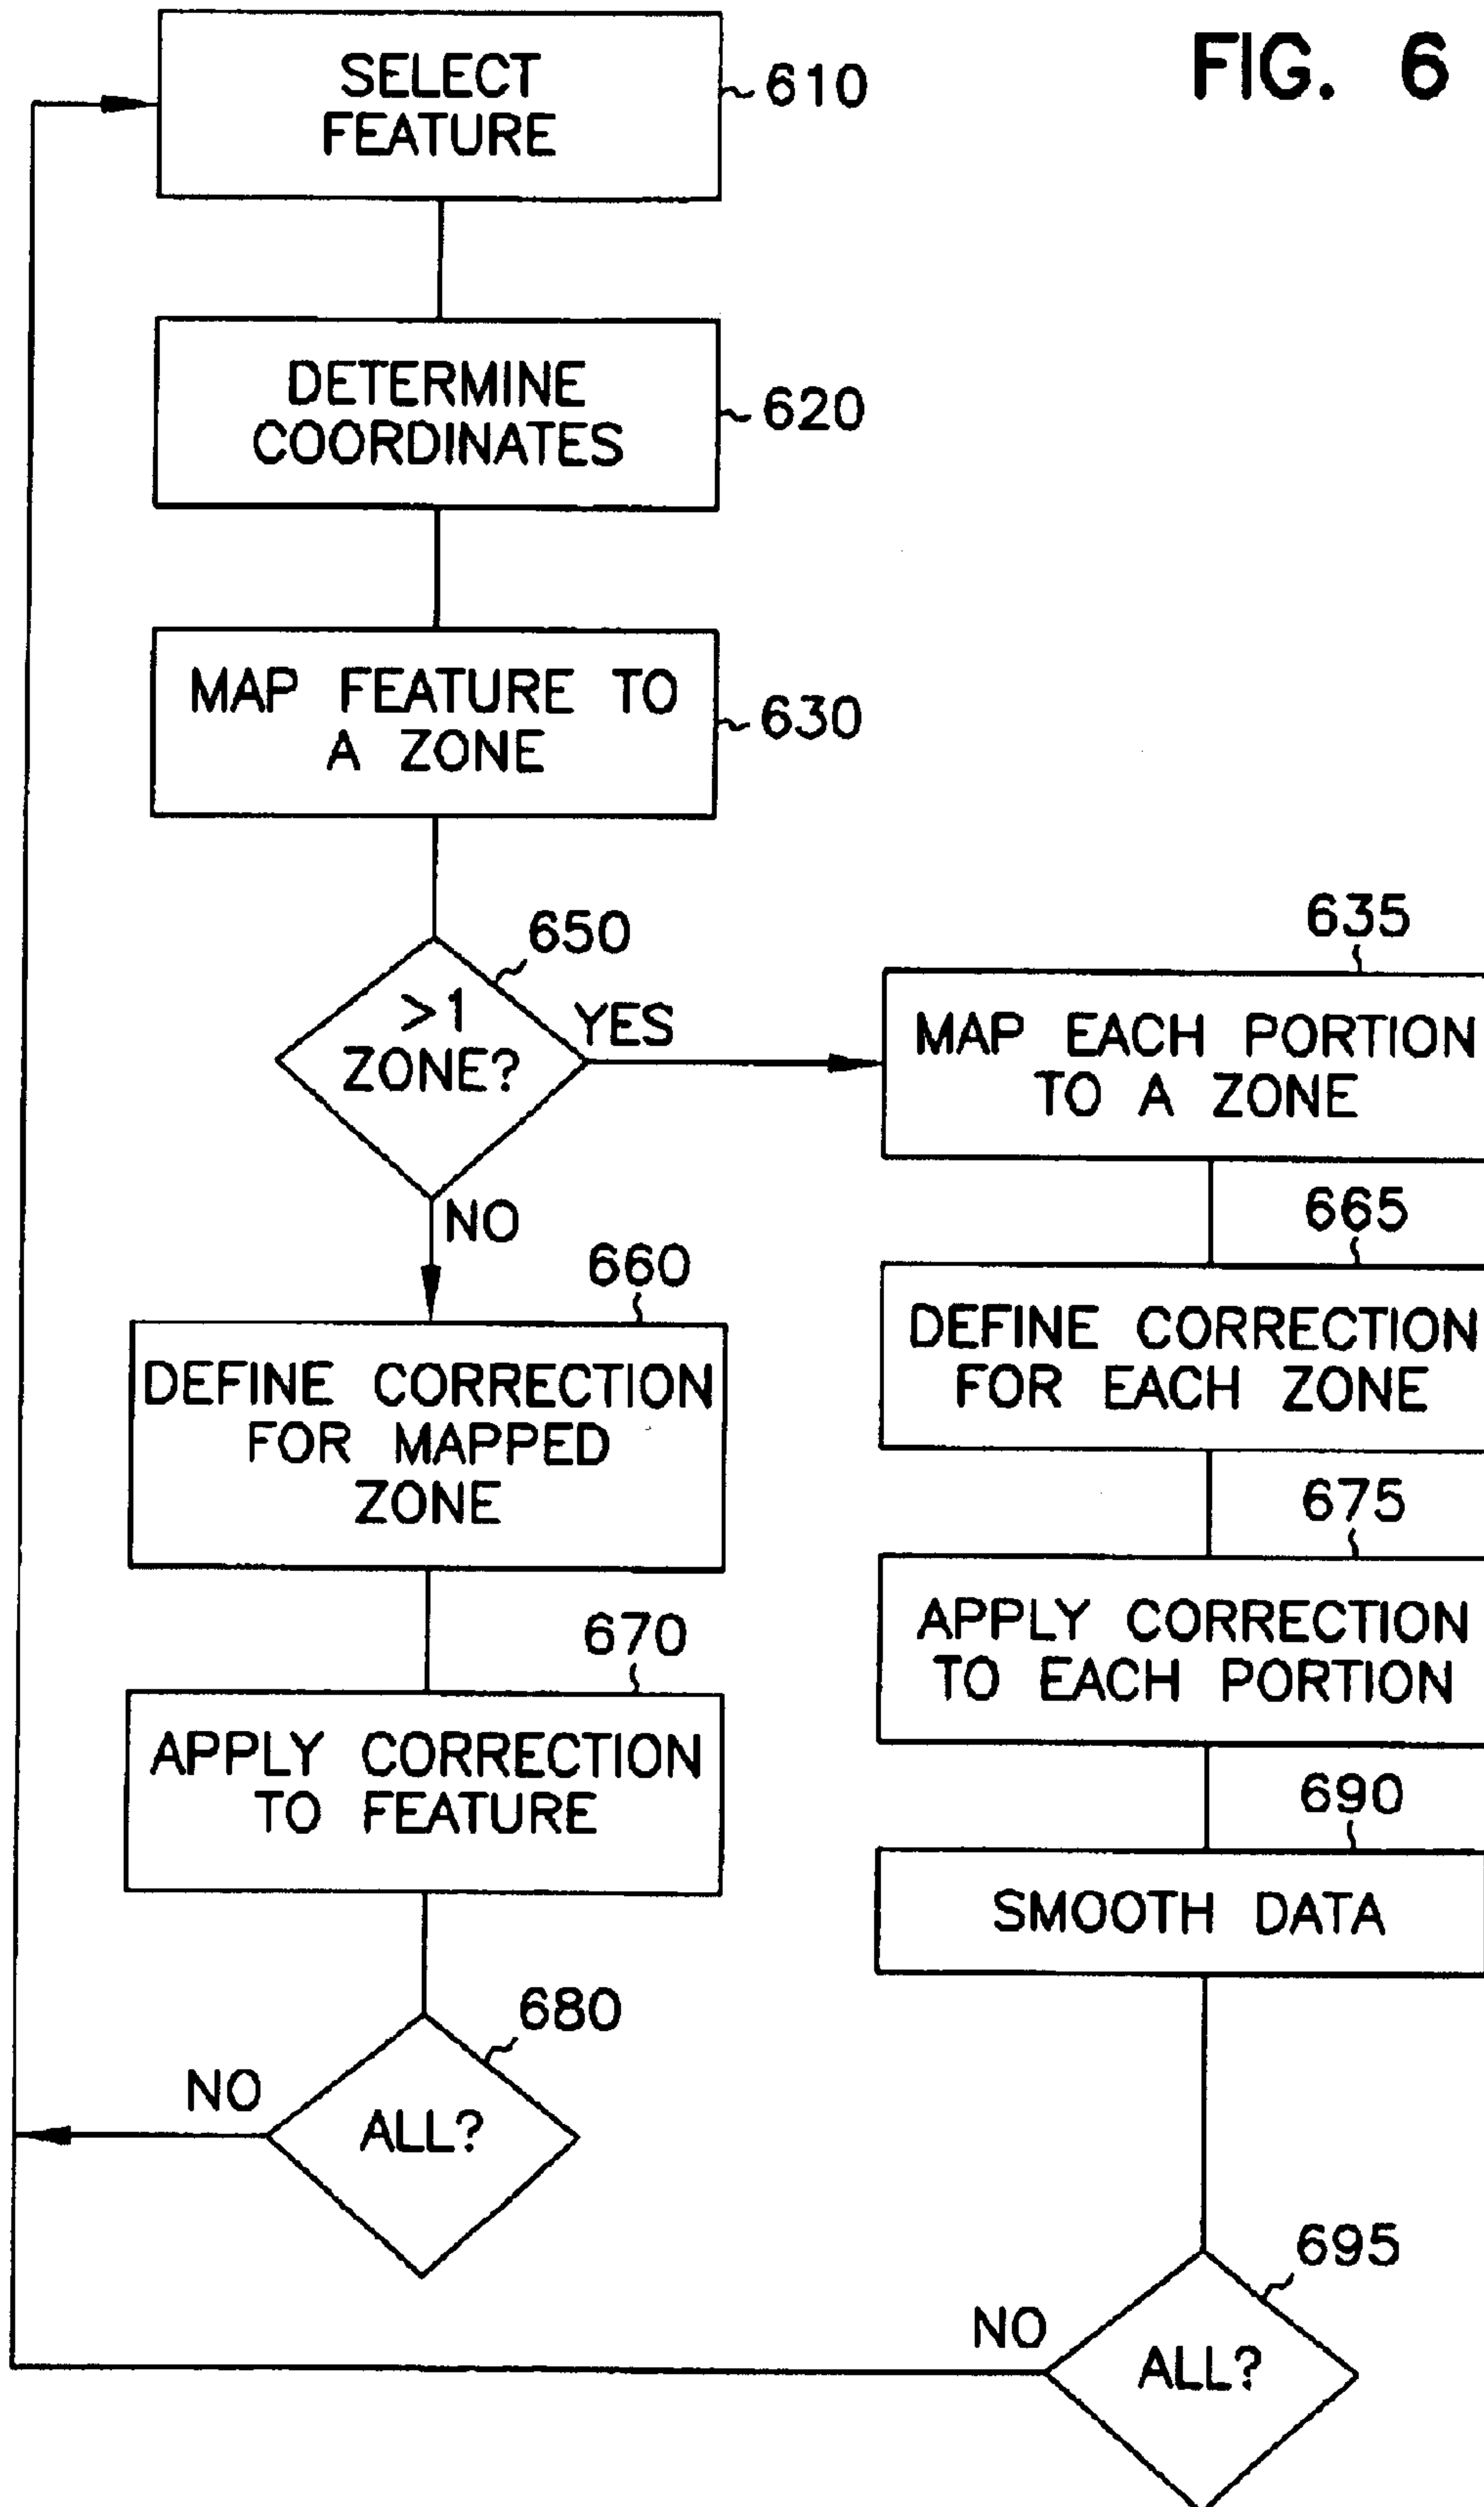 FIG. 6
SELECT
FEATURE
610
DETERMINE
COORDINATES
620
MAP FEATURE TO
A ZONE
630
650
>1
ZONE?
YES
NO
635
MAP EACH PORTION
TO A ZONE
660
DEFINE CORRECTION
FOR MAPPED
ZONE
665
DEFINE CORRECTION
FOR EACH ZONE
670
APPLY CORRECTION
TO FEATURE
675
APPLY CORRECTION
TO EACH PORTION
690
SMOOTH DATA
680
ALL?
NO
695
ALL?
NO